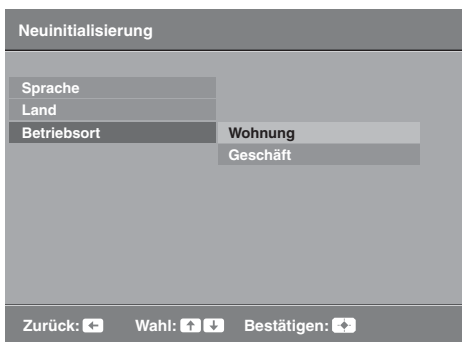 Neuinitialisierung
Sprache
Land
Betriebsort Wohnung
Geschäft
Zurück: Wahl: Bestätigen: